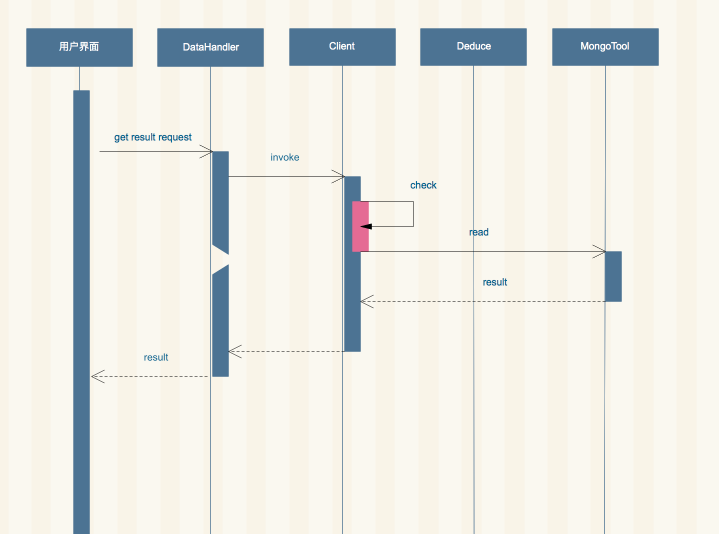 用户界面
DataHandler
Client
Deduce
MongoTool
get result request
invoke
check
read
result
result